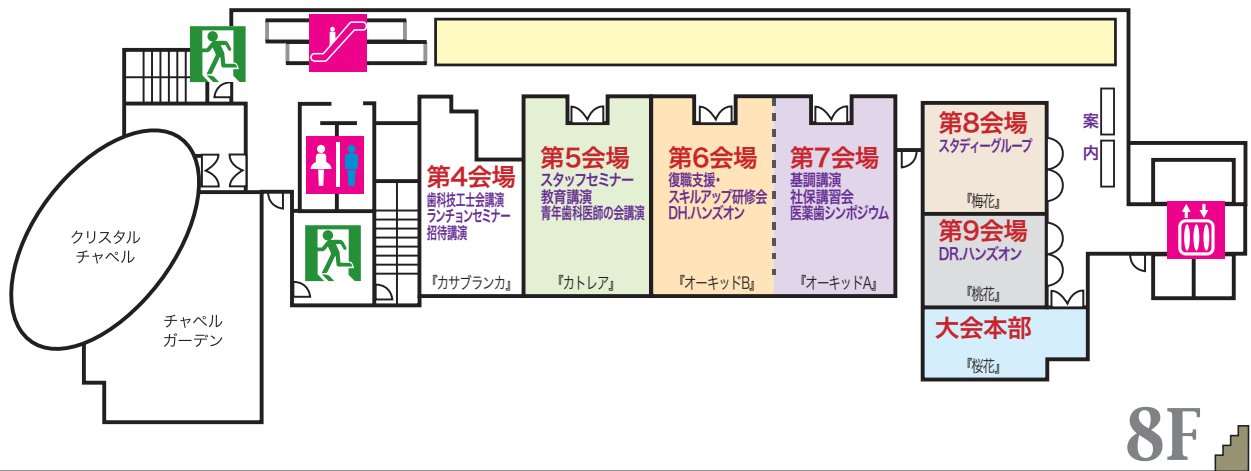 第4会場
歯科技工士会講演
ランチョンセミナー
招待講演
『カサブランカ』
第5会場
スタッフセミナー
教育講演
青年歯科医師の会講演
『カトレア』
第6会場
復職支援・
スキルアップ研修会
DH.ハンズオン
『オーキッドB』
第7会場
基調講演
社保講習会
医薬歯シンポジウム
『オーキッドA』
第8会場
スタディーグループ
『梅花』
第9会場
DR.ハンズオン
『桃花』
大会本部
『桜花』
案内
クリスタル
チャペル
チャペル
ガーデン
8F